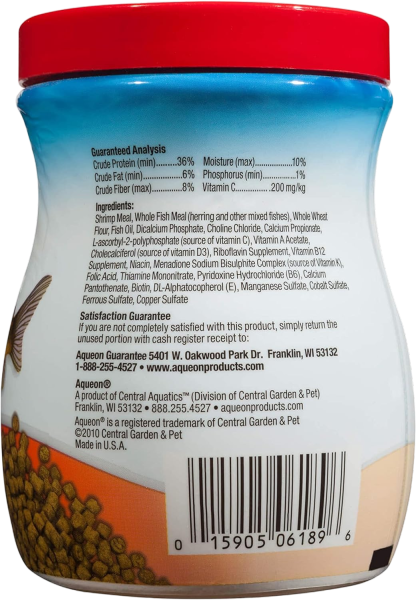 Guaranteed Analysis
Crude Protein (min)..........36% Moisture (max)...............10%
Crude Fat (min)...................6% Phosphorus (min).............1%
Crude Fiber (max)................8% Vitamin C................200 mg/kg
Ingredients:
Shrimp Meal, Whole Fish Meal (herring and other mixed fishes), Whole Wheat
Flour, Fish Oil, Dicalcium Phosphate, Choline Chloride, Calcium Propionate,
L-ascorbyl-2-polyphosphate (source of vitamin C), Vitamin A Acetate,
Cholecalciferol (source of vitamin D3), Riboflavin Supplement, Vitamin B12
Supplement, Niacin, Menadione Sodium Bisulphite Complex (source of Vitamin K),
Folic Acid, Thiamine Mononitrate, Pyridoxine Hydrochloride (B6), Calcium
Pantothenate, Biotin, DL-Alphatocopherol (E), Manganese Sulfate, Cobalt Sulfate,
Ferrous Sulfate, Copper Sulfate
Satisfaction Guarantee
If you are not completely satisfied with this product, simply return the
unused portion with cash register receipt to:
Aqueon Guarantee 5401 W. Oakwood Park Dr. Franklin, WI 53132
1-888-255-4527 • www.aqueonproducts.com
Aqueon®
A product of Central Aquatics™ (Division of Central Garden & Pet)
Franklin, WI 53132 • 888.255.4527 • aqueonproducts.com
Aqueon® is a registered trademark of Central Garden & Pet
©2010 Central Garden & Pet
Made in U.S.A.
0 15905 06189 6